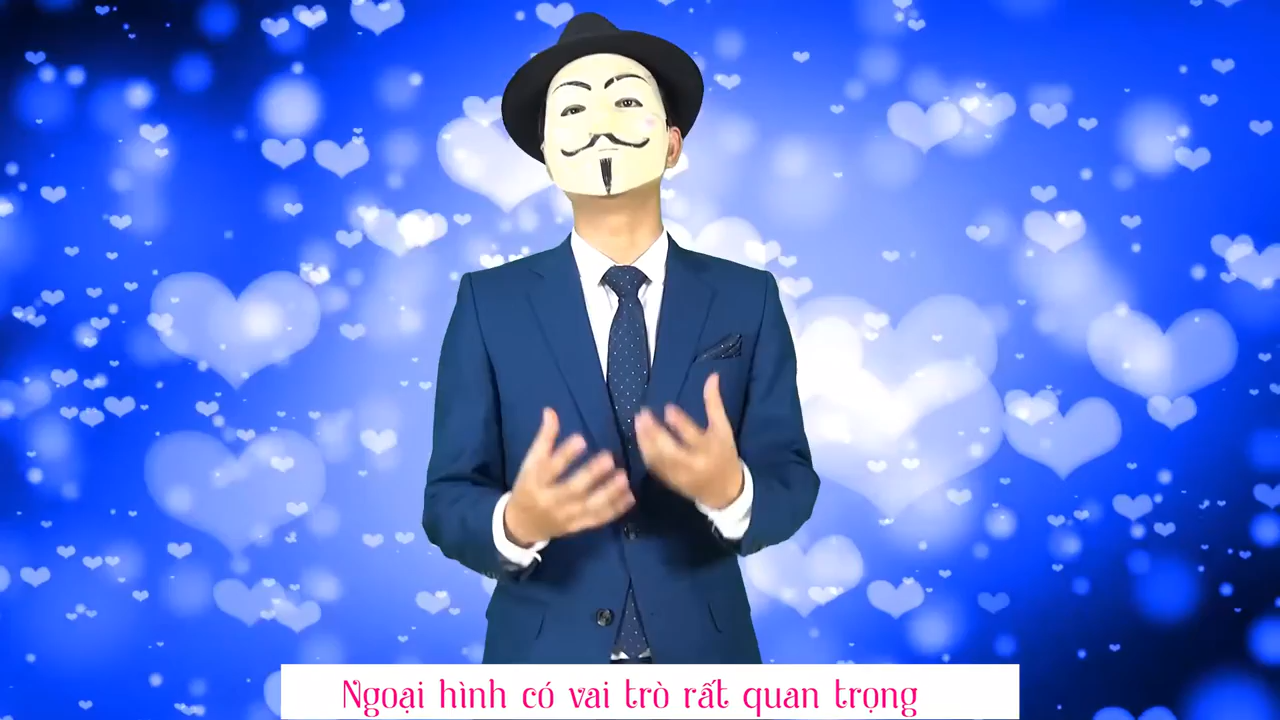 Ngoại hình có vai trò rất quan trọng